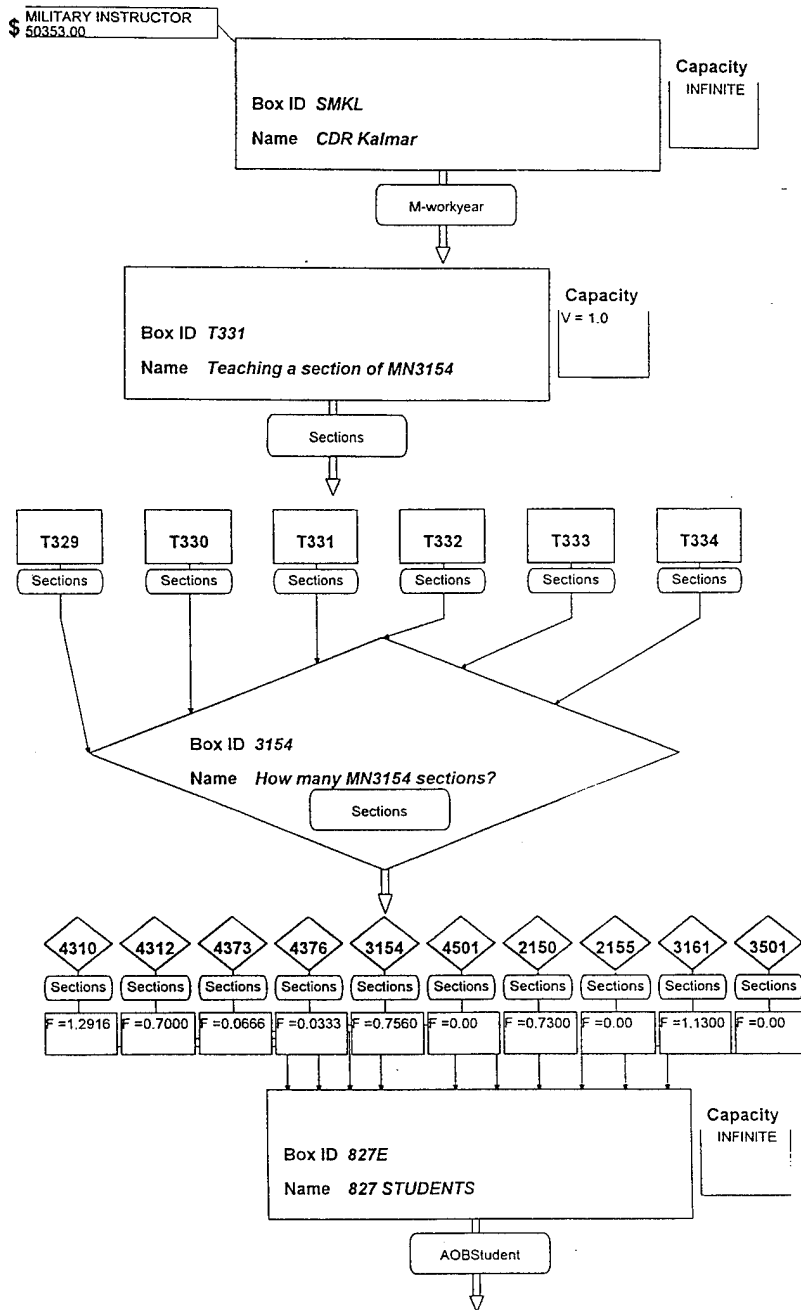 $ MILITARY INSTRUCTOR
50353.00
Capacity
INFINITE
Box ID SMKL
Name CDR Kalmar
M-workyear
Capacity
V = 1.0
Box ID T331
Name Teaching a section of MN3154
Sections
T329 T330 T331 T332 T333 T334
Sections Sections Sections Sections Sections Sections
Box ID 3154
Name How many MN3154 sections?
Sections
4310 4312 4373 4376 3154 4501 2150 2155 3161 3501
Sections Sections Sections Sections Sections Sections Sections Sections Sections Sections
F =1.2916 F =0.7000 F =0.0666 F =0.0333 F =0.7560 F =0.00 F =0.7300 F =0.00 F =1.1300 F =0.00
Capacity
INFINITE
Box ID 827E
Name 827 STUDENTS
AOBStudent